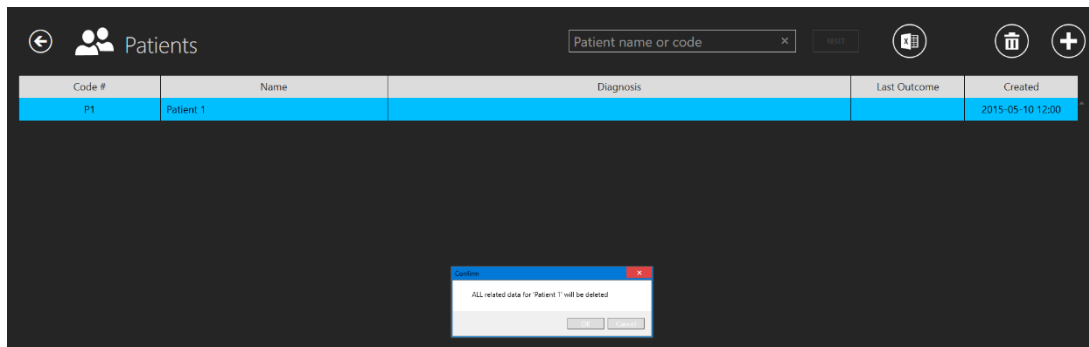 Patients
Patient name or code
VISIT
Code # Name Diagnosis Last Outcome Created
P1 Patient 1 2015-05-10 12:00
Confirm
ALL related data for 'Patient 1' will be deleted
OK Cancel